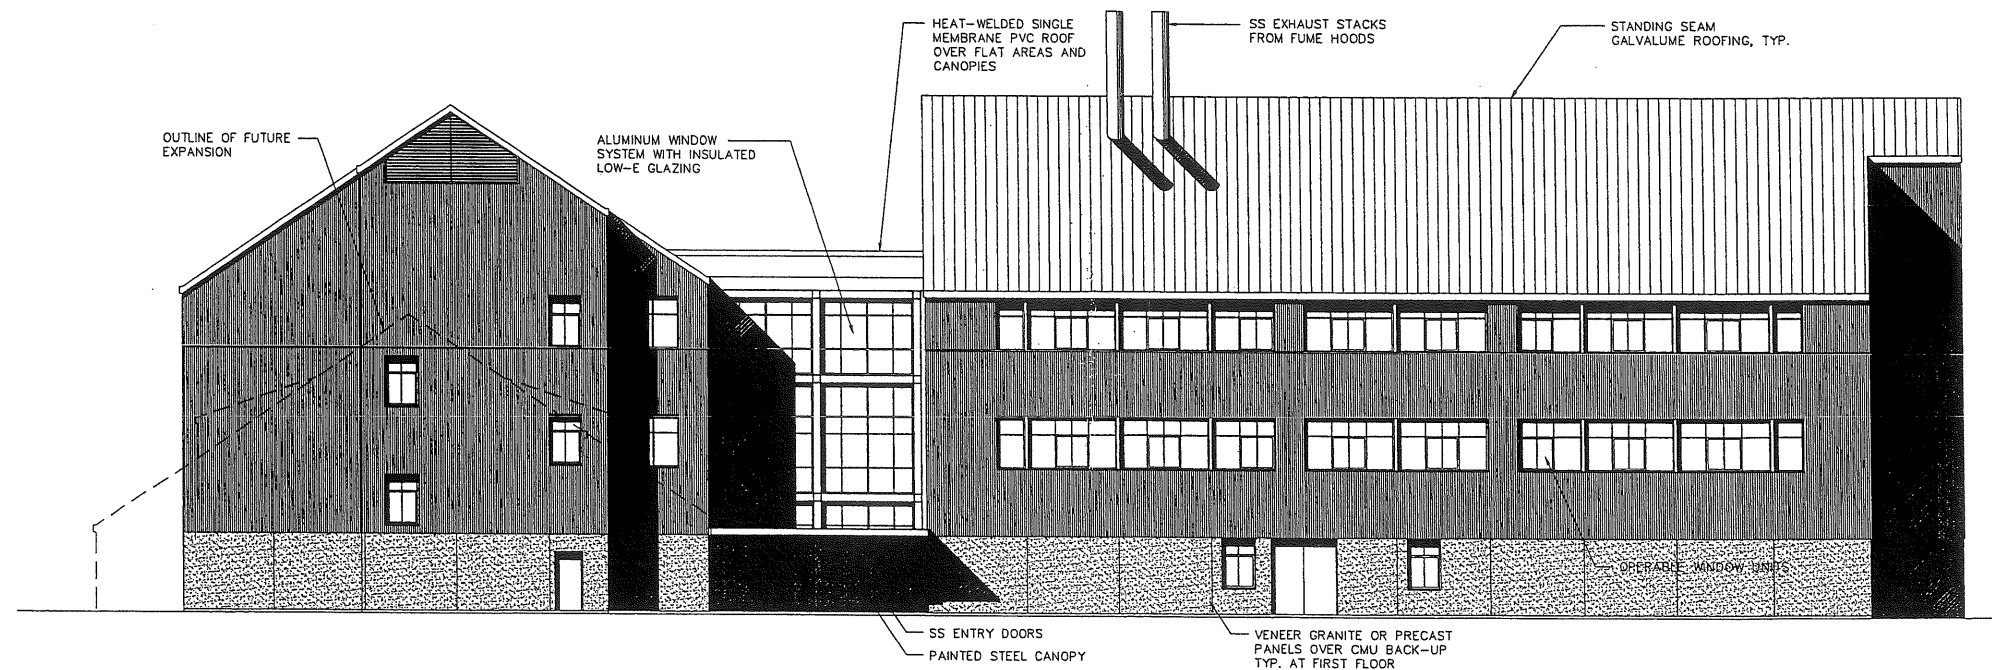 HEAT-WELDED SINGLE
MEMBRANE PVC ROOF
OVER FLAT AREAS AND
CANOPIES
SS EXHAUST STACKS
FROM FUME HOODS
STANDING SEAM
GALVALUME ROOFING, TYP.
OUTLINE OF FUTURE
EXPANSION
ALUMINUM WINDOW
SYSTEM WITH INSULATED
LOW-E GLAZING
OPERABLE WINDOW UNITS
SS ENTRY DOORS
PAINTED STEEL CANOPY
VENEER GRANITE OR PRECAST
PANELS OVER CMU BACK-UP
TYP. AT FIRST FLOOR